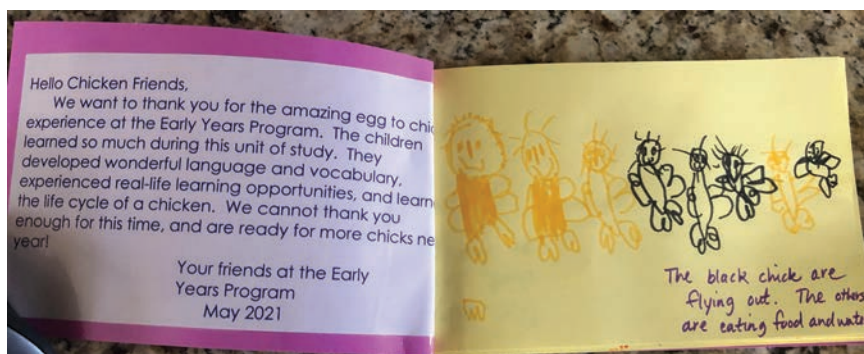 Hello Chicken Friends,
We want to thank you for the amazing egg to
experience at the Early Years Program. The children
learned so much during this unit of study. They
developed wonderful language and vocabulary,
experienced real-life learning opportunities, and
the life cycle of a chicken. We cannot thank you
enough for this time, and are ready for more chicks
year!
Your friends at the Early
Years Program
May 2021
The black chick are
flying out. The others
are eating food and